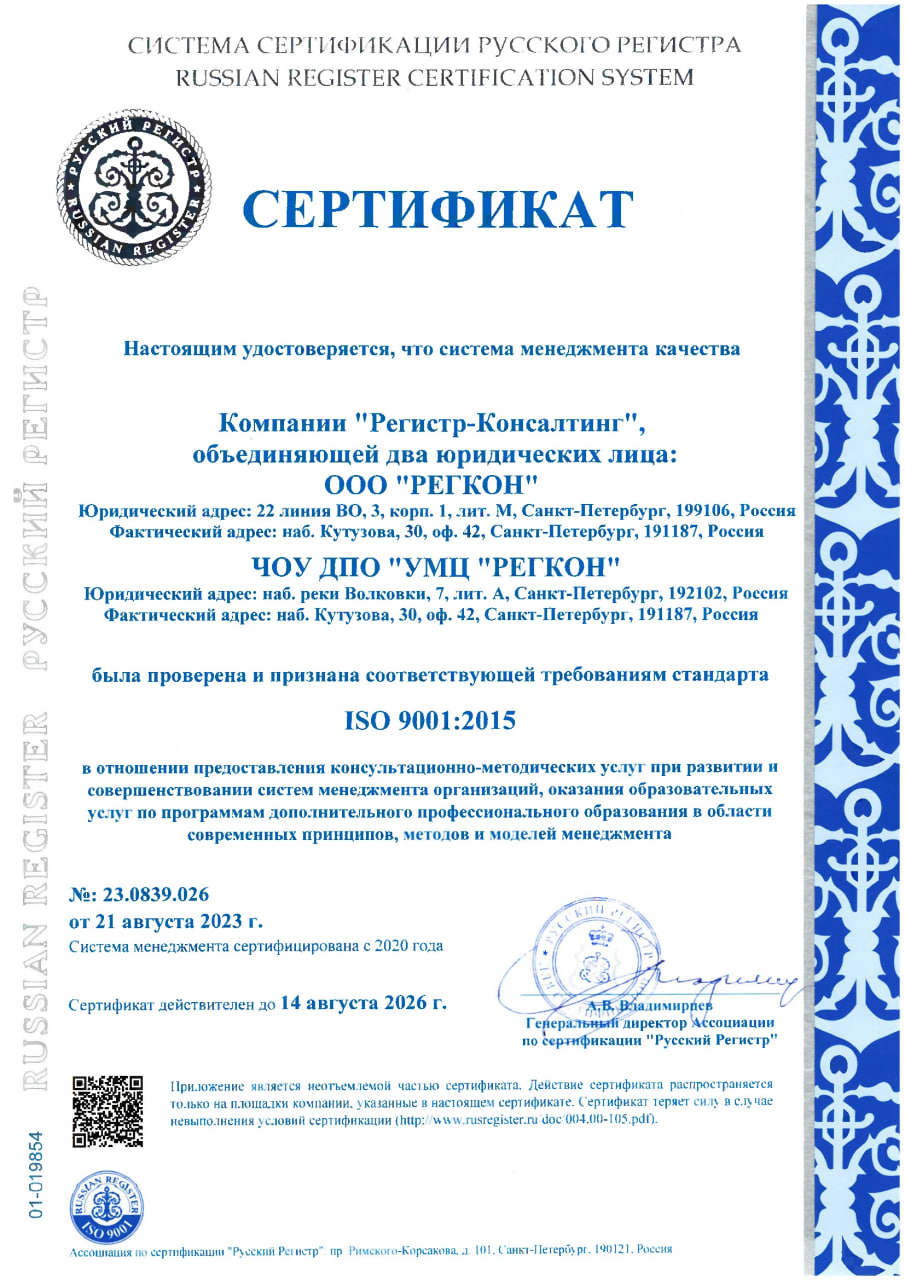 СИСТЕМА СЕРТИФИКАЦИИ РУССКОГО РЕГИСТРА
RUSSIAN REGISTER CERTIFICATION SYSTEM
РУССКИЙ РЕГИСТР
RUSSIAN REGISTER
СЕРТИФИКАТ
Настоящим удостоверяется, что система менеджмента качества
Компании "Регистр-Консалтинг",
объединяющей два юридических лица:
ООО "РЕГКОН"
Юридический адрес: 22 линия ВО, 3, корп. 1, лит. М, Санкт-Петербург, 199106, Россия
Фактический адрес: наб. Кутузова, 30, оф. 42, Санкт-Петербург, 191187, Россия
ЧОУ ДПО "УМЦ "РЕГКОН"
Юридический адрес: наб. реки Волковки, 7, лит. А, Санкт-Петербург, 192102, Россия
Фактический адрес: наб. Кутузова, 30, оф. 42, Санкт-Петербург, 191187, Россия
была проверена и признана соответствующей требованиям стандарта
ISO 9001:2015
в отношении предоставления консультационно-методических услуг при развитии и
совершенствовании систем менеджмента организаций, оказания образовательных
услуг по программам дополнительного профессионального образования в области
современных принципов, методов и моделей менеджмента
№: 23.0839.026
от 21 августа 2023 г.
Система менеджмента сертифицирована с 2020 года
Сертификат действителен до 14 августа 2026 г.
РУССКИЙ РЕГИСТР
А.В. Владимирцев
Генеральный директор Ассоциации
по сертификации "Русский Регистр"
Приложение является неотъемлемой частью сертификата. Действие сертификата распространяется
только на площадки компании, указанные в настоящем сертификате. Сертификат теряет силу в случае
невыполнения условий сертификации (http://www.rusregister.ru/doc/004.00-105.pdf).
RUSSIAN REGISTER
ISO 9001
Ассоциация по сертификации "Русский Регистр": пр. Римского-Корсакова, д. 101, Санкт-Петербург, 190121, Россия
RUSSIAN REGISTER РУССКИЙ РЕГИСТР
01-019854